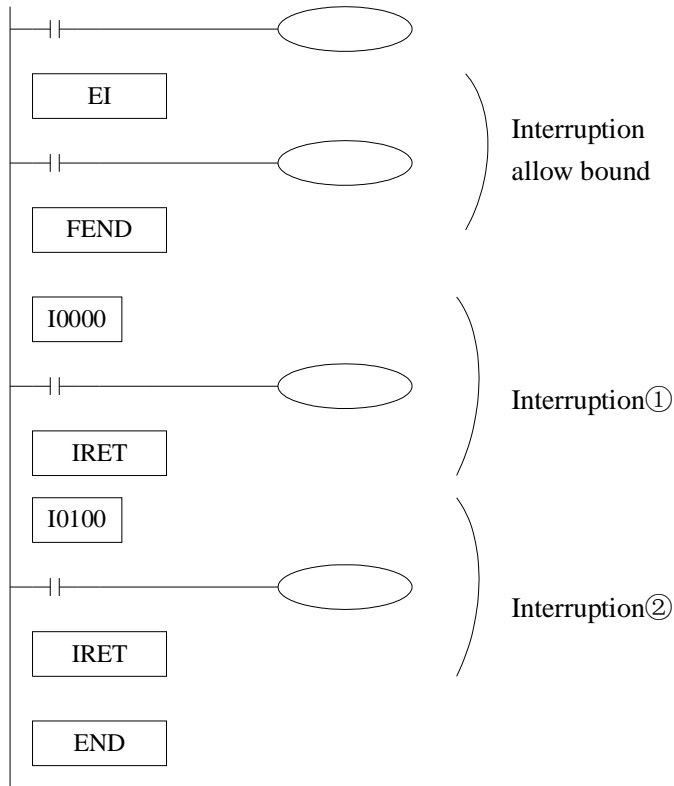 EI
Interruption
allow bound
FEND
I0000
Interruption①
IRET
I0100
Interruption②
IRET
END